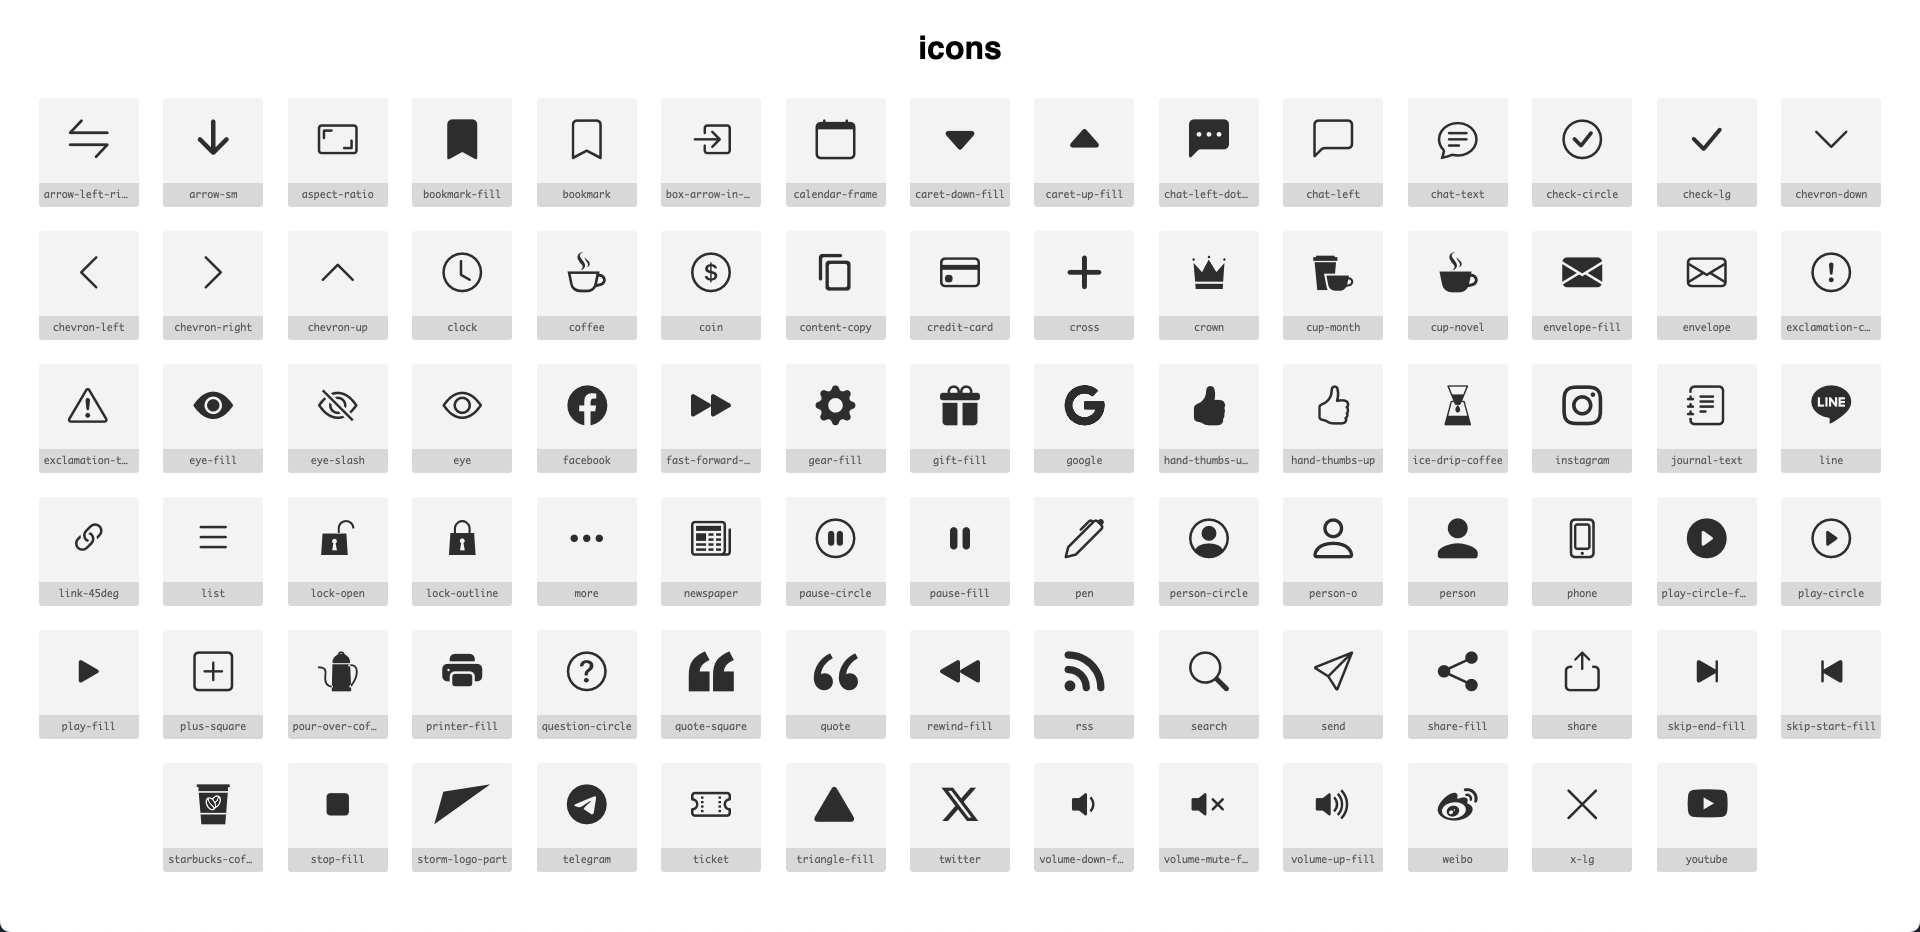 icons
arrow-left-ri…
arrow-sm
aspect-ratio
bookmark-fill
bookmark
box-arrow-in-…
calendar-frame
caret-down-fill
caret-up-fill
chat-left-dot…
chat-left
chat-text
check-circle
check-lg
chevron-down
chevron-left
chevron-right
chevron-up
clock
coffee
$
coin
content-copy
credit-card
cross
crown
cup-month
cup-novel
envelope-fill
envelope
!
exclamation-c…
!
exclamation-t…
eye-fill
eye-slash
eye
facebook
fast-forward-…
gear-fill
gift-fill
google
hand-thumbs-u…
hand-thumbs-up
ice-drip-coffee
instagram
journal-text
LINE
line
link-45deg
list
lock-open
lock-outline
more
newspaper
pause-circle
pause-fill
pen
person-circle
person-o
person
phone
play-circle-f…
play-circle
play-fill
plus-square
pour-over-cof…
printer-fill
?
question-circle
quote-square
quote
rewind-fill
rss
search
send
share-fill
share
skip-end-fill
skip-start-fill
starbucks-cof…
stop-fill
storm-logo-part
telegram
ticket
triangle-fill
twitter
volume-down-f…
volume-mute-f…
volume-up-fill
weibo
x-lg
youtube